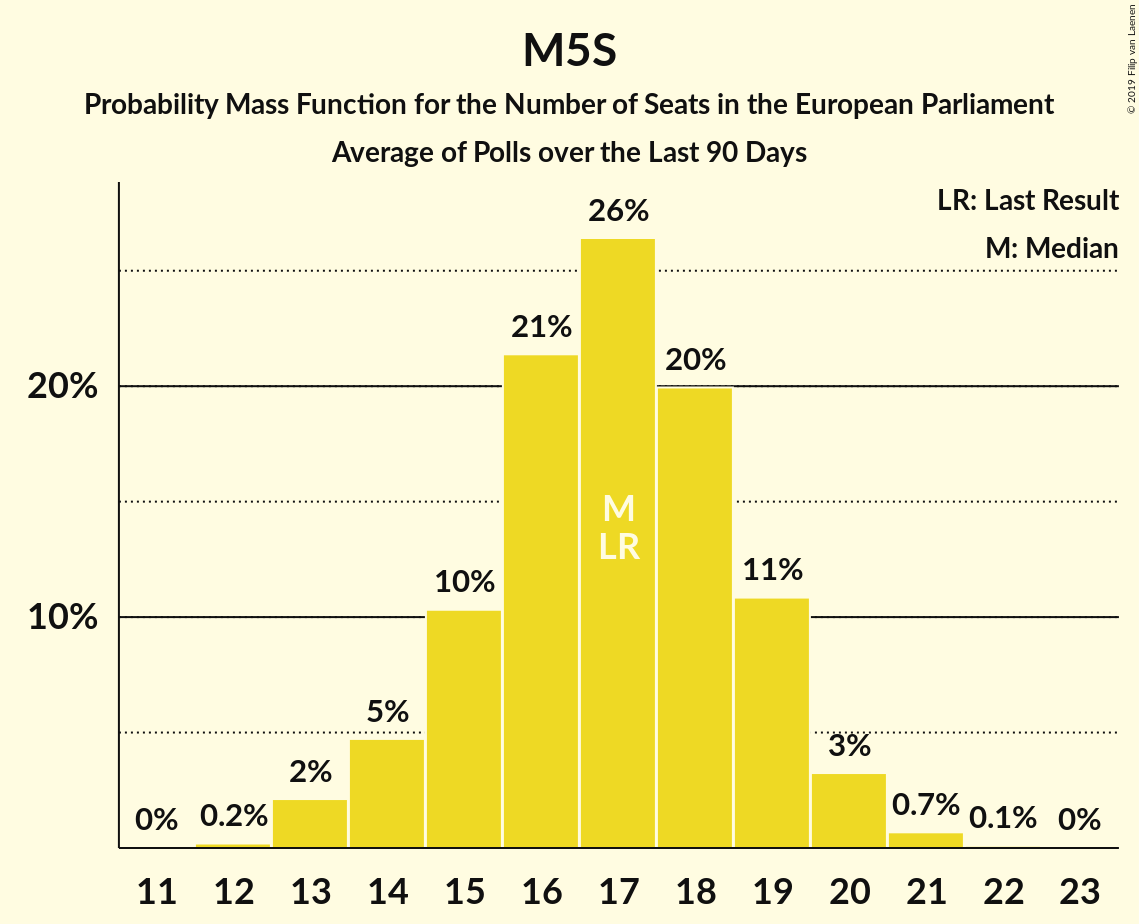 M5S
Probability Mass Function for the Number of Seats in the European Parliament
Average of Polls over the Last 90 Days
© 2019 Filip van Laenen
LR: Last Result
M: Median
26%
21%
20%
20%
M
LR
11%
10%
10%
5%
3%
2%
0.7%
0%
0.2%
0.1%
0%
11 12 13 14 15 16 17 18 19 20 21 22 23